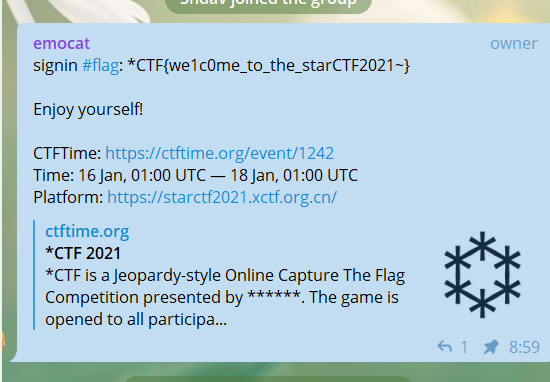 Shdav joined the group
emocat owner
signin #flag: *CTF{we1c0me_to_the_starCTF2021~}
Enjoy yourself!
CTFTime: https://ctftime.org/event/1242
Time: 16 Jan, 01:00 UTC — 18 Jan, 01:00 UTC
Platform: https://starctf2021.xctf.org.cn/
ctftime.org
*CTF 2021
*CTF is a Jeopardy-style Online Capture The Flag
Competition presented by ******. The game is
opened to all participa...
1 8:59